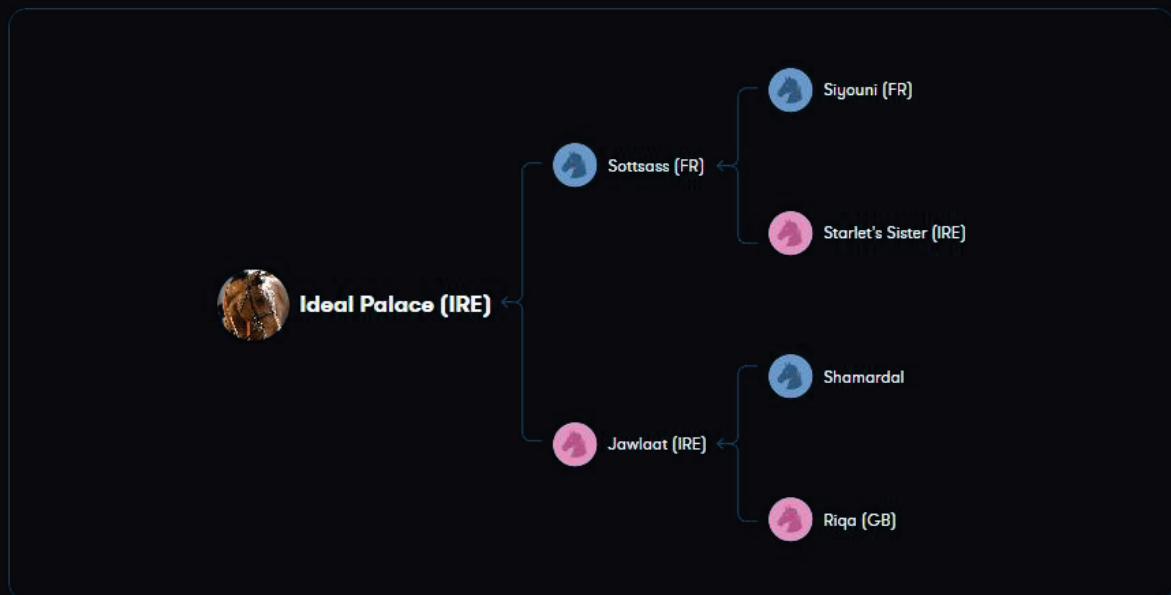 Siyouni (FR)
Sottsass (FR)
Starlet's Sister (IRE)
Ideal Palace (IRE)
Shamardal
Jawlaat (IRE)
Riqa (GB)